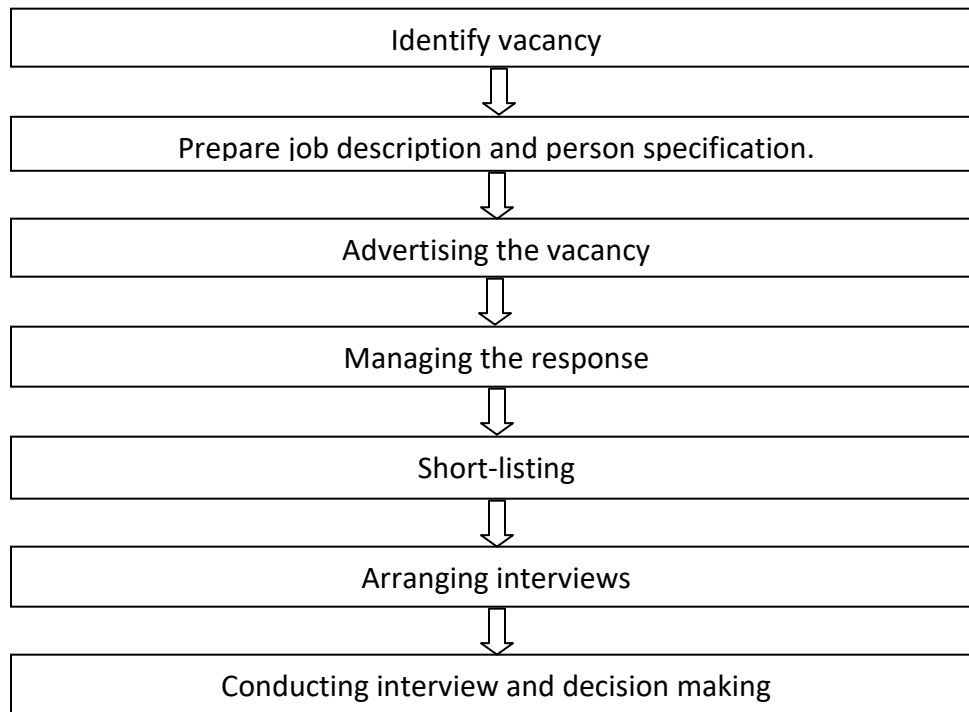 Identify vacancy
Prepare job description and person specification.
Advertising the vacancy
Managing the response
Short-listing
Arranging interviews
Conducting interview and decision making